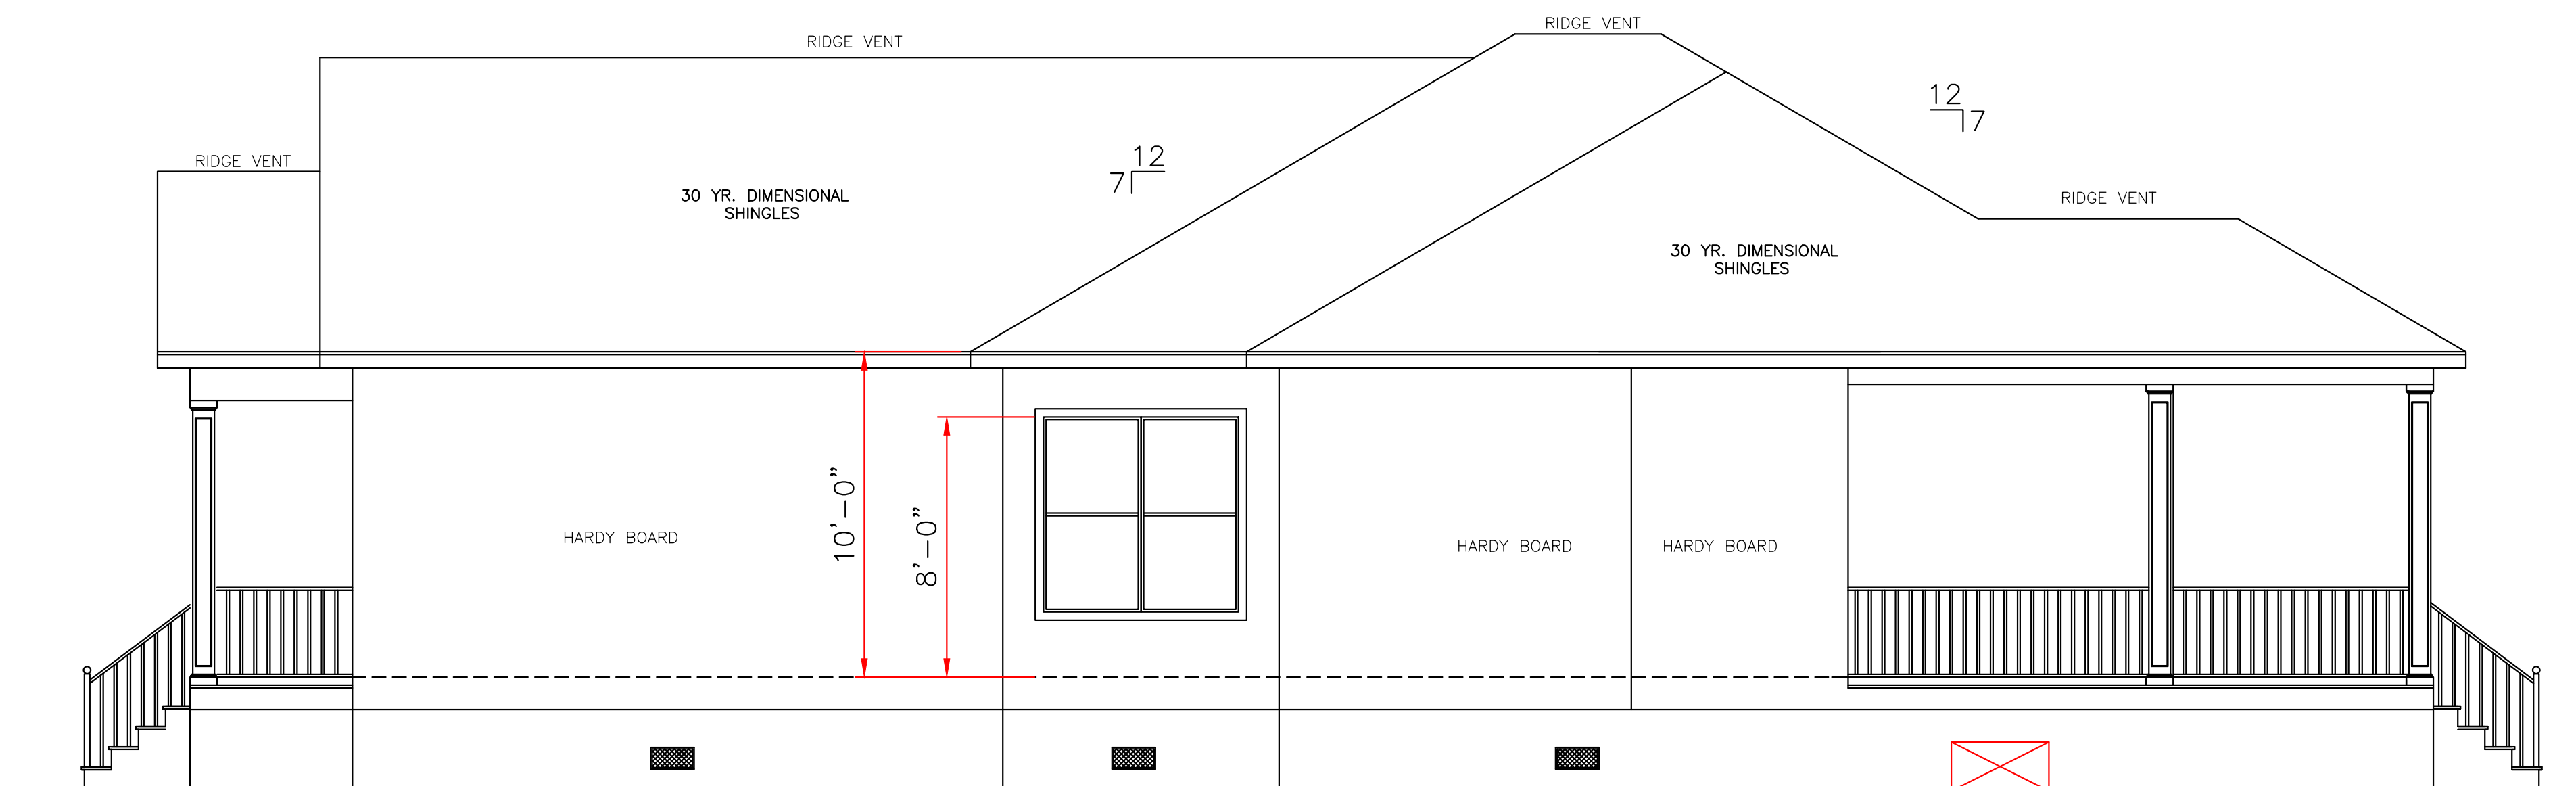 RIDGE VENT
RIDGE VENT
12
7
12
7
RIDGE VENT
RIDGE VENT
30 YR. DIMENSIONAL
SHINGLES
30 YR. DIMENSIONAL
SHINGLES
10'-0"
8'-0"
HARDY BOARD
HARDY BOARD
HARDY BOARD